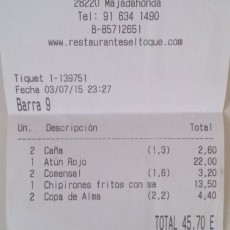 28220 Majadahonda
Tel: 91 634 1490
B-85712651
www.restauranteseltoque.com
Tiquet 1-139751
Fecha 03/07/15 23:27
Barra 9
Un. Descripción Total
2 Caña (1,3) 2,60
1 Atún Rojo 22,00
2 Comensal (1,6) 3,20
1 Chipirones fritos con sa 13,50
2 Copa de Alma (2,2) 4,40
TOTAL 45.70 E